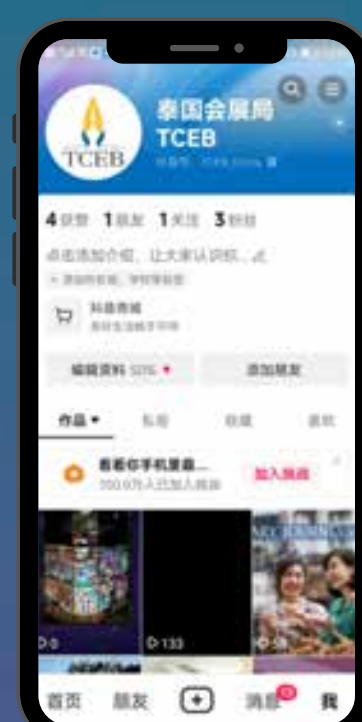 TCEB
泰国会展局
TCEB
4获赞 1朋友 1关注 3粉丝
点击添加介绍，让大家认识你...
抖音商城
编辑资料 50% 添加朋友
作品 私密 收藏 喜欢
看看你手机里最...
加入挑战
0
133
首页 朋友 消息 我